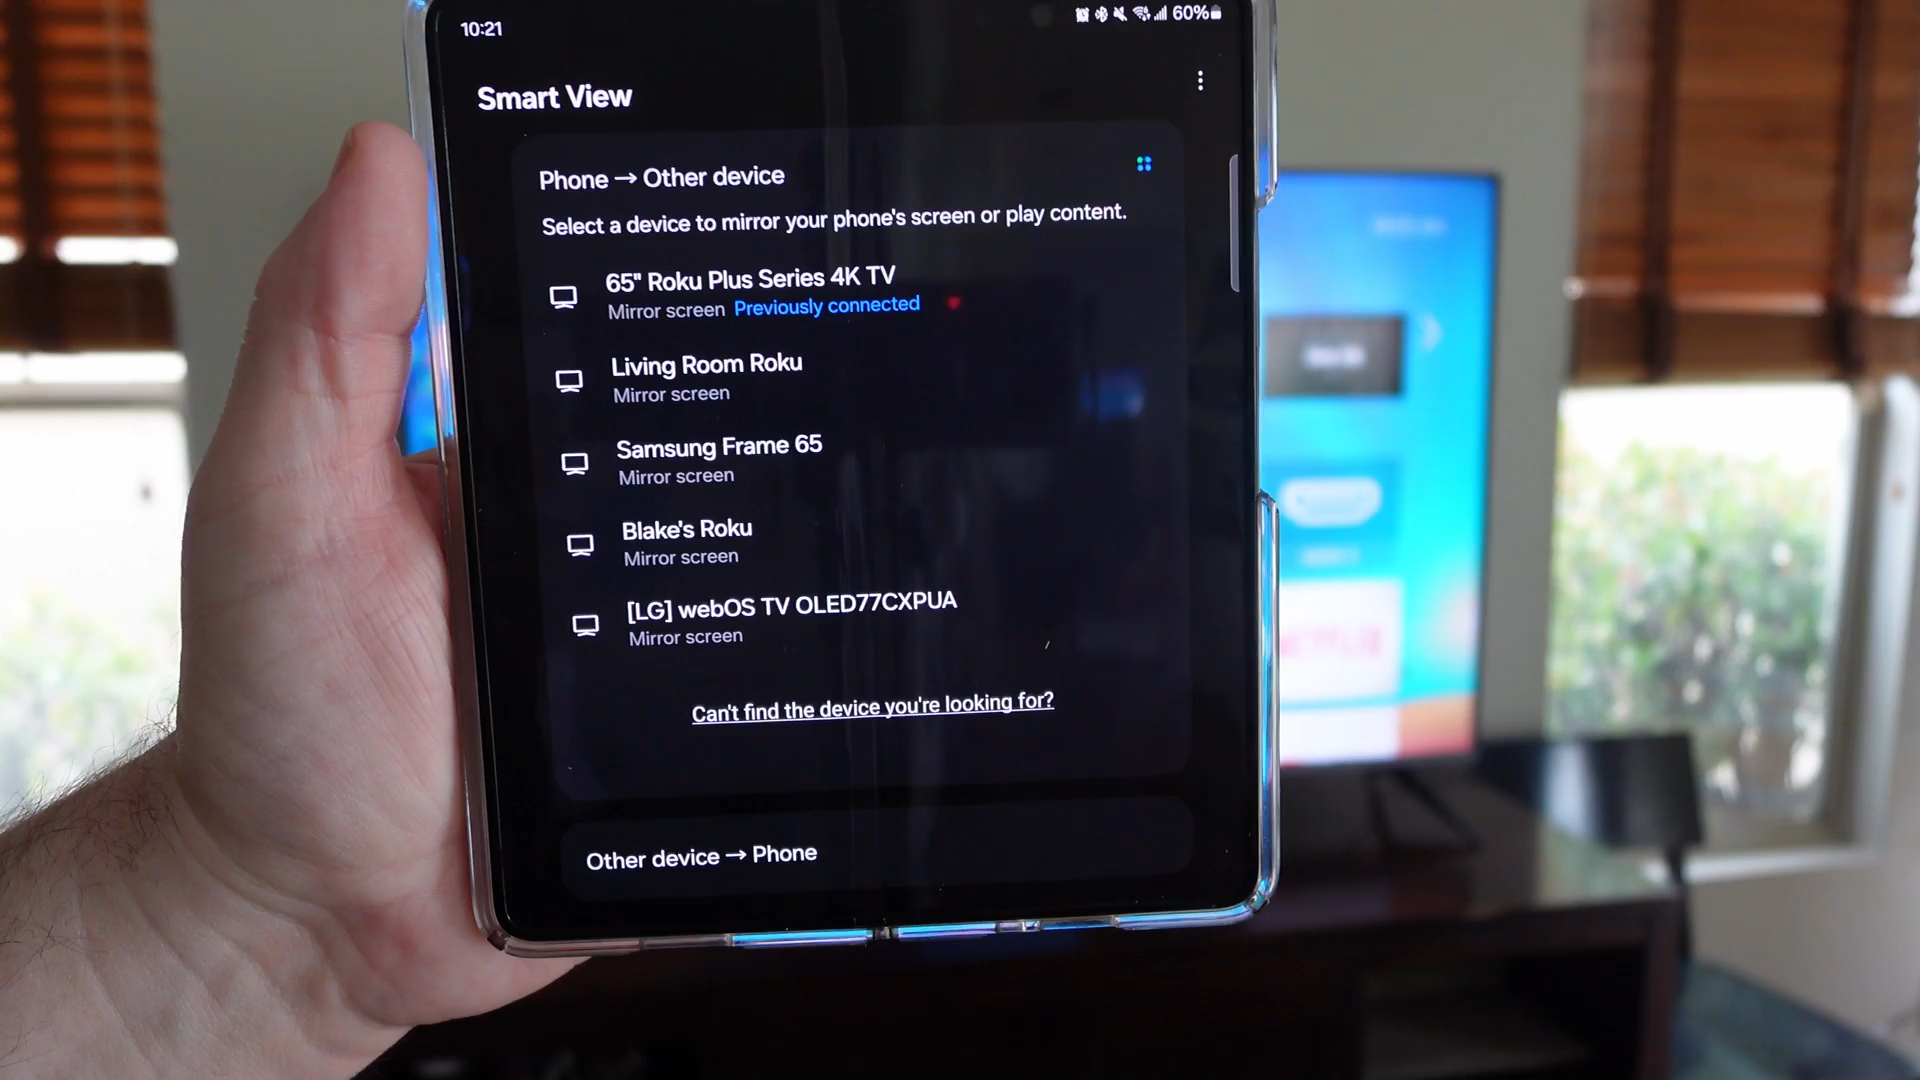 10:21
60%
Smart View
Phone → Other device
Select a device to mirror your phone's screen or play content.
65" Roku Plus Series 4K TV
Mirror screen Previously connected
Living Room Roku
Mirror screen
Samsung Frame 65
Mirror screen
Blake's Roku
Mirror screen
[LG] webOS TV OLED77CXPUA
Mirror screen
Can't find the device you're looking for?
Other device → Phone